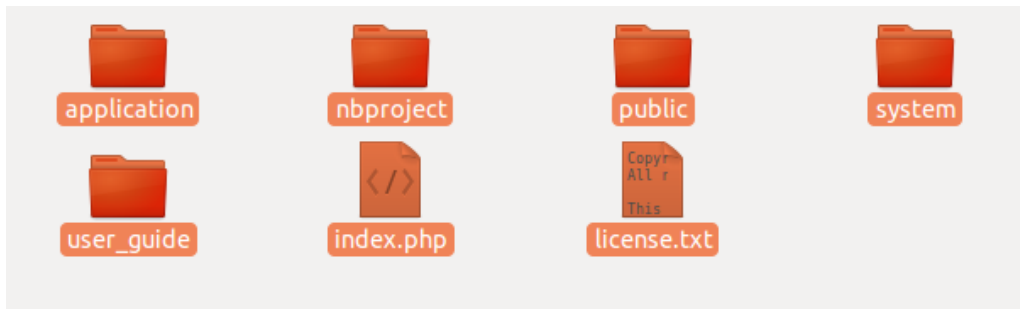 application
nbproject
public
system
user_guide
index.php
license.txt
</> 
Copyr
All r
This